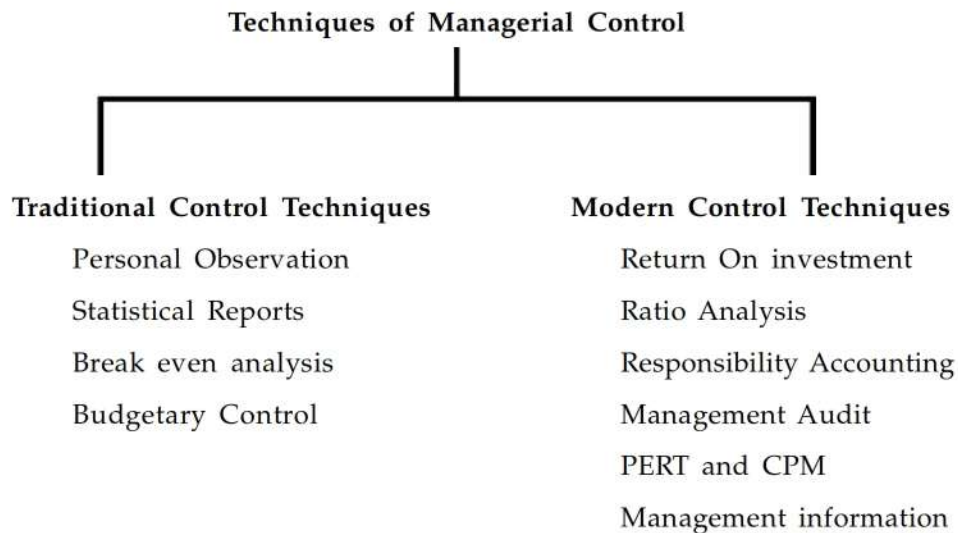 Techniques of Managerial Control
Traditional Control Techniques
Personal Observation
Statistical Reports
Break even analysis
Budgetary Control
Modern Control Techniques
Return On investment
Ratio Analysis
Responsibility Accounting
Management Audit
PERT and CPM
Management information